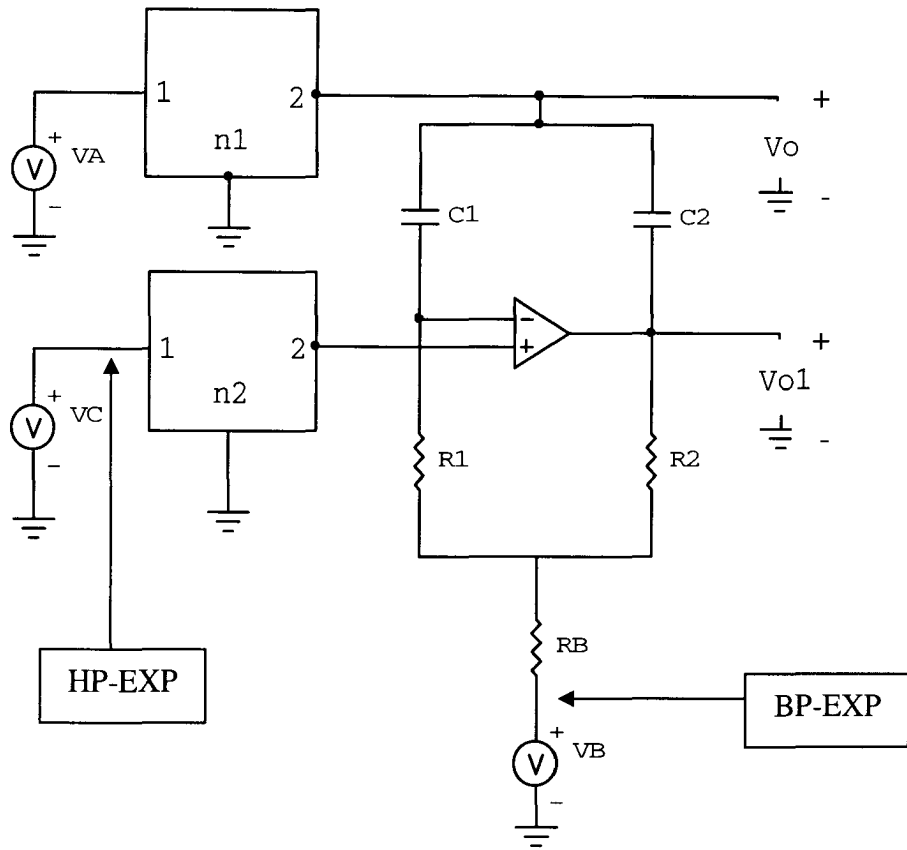 1
2
+
VA
n1
Vo
-
-
C1
C2
1
2
-
+
+
+
VC
n2
Vo1
-
-
R1
R2
HP-EXP
RB
BP-EXP
+
VB
V
V
V
-
+